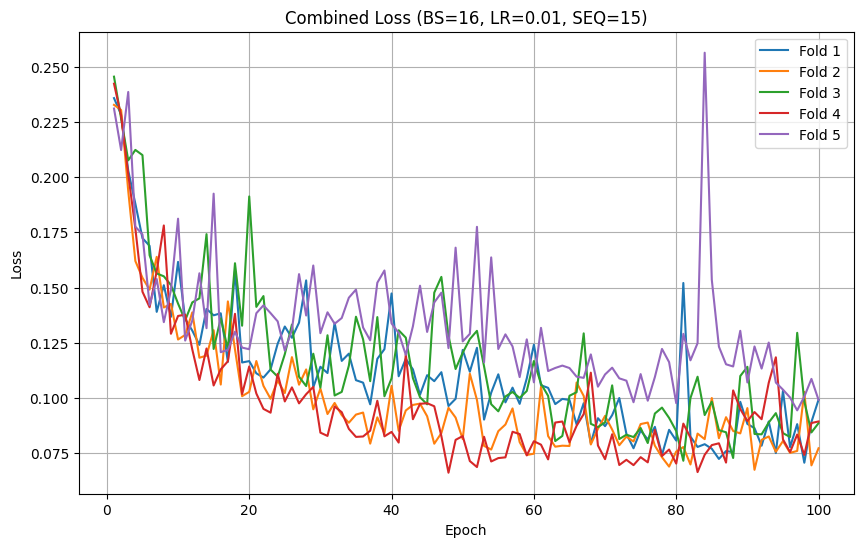 Combined Loss (BS=16, LR=0.01, SEQ=15)
Fold 1
Fold 2
Fold 3
Fold 4
Fold 5
Loss
0.250
0.225
0.200
0.175
0.150
0.125
0.100
0.075
0 20 40 60 80 100
Epoch